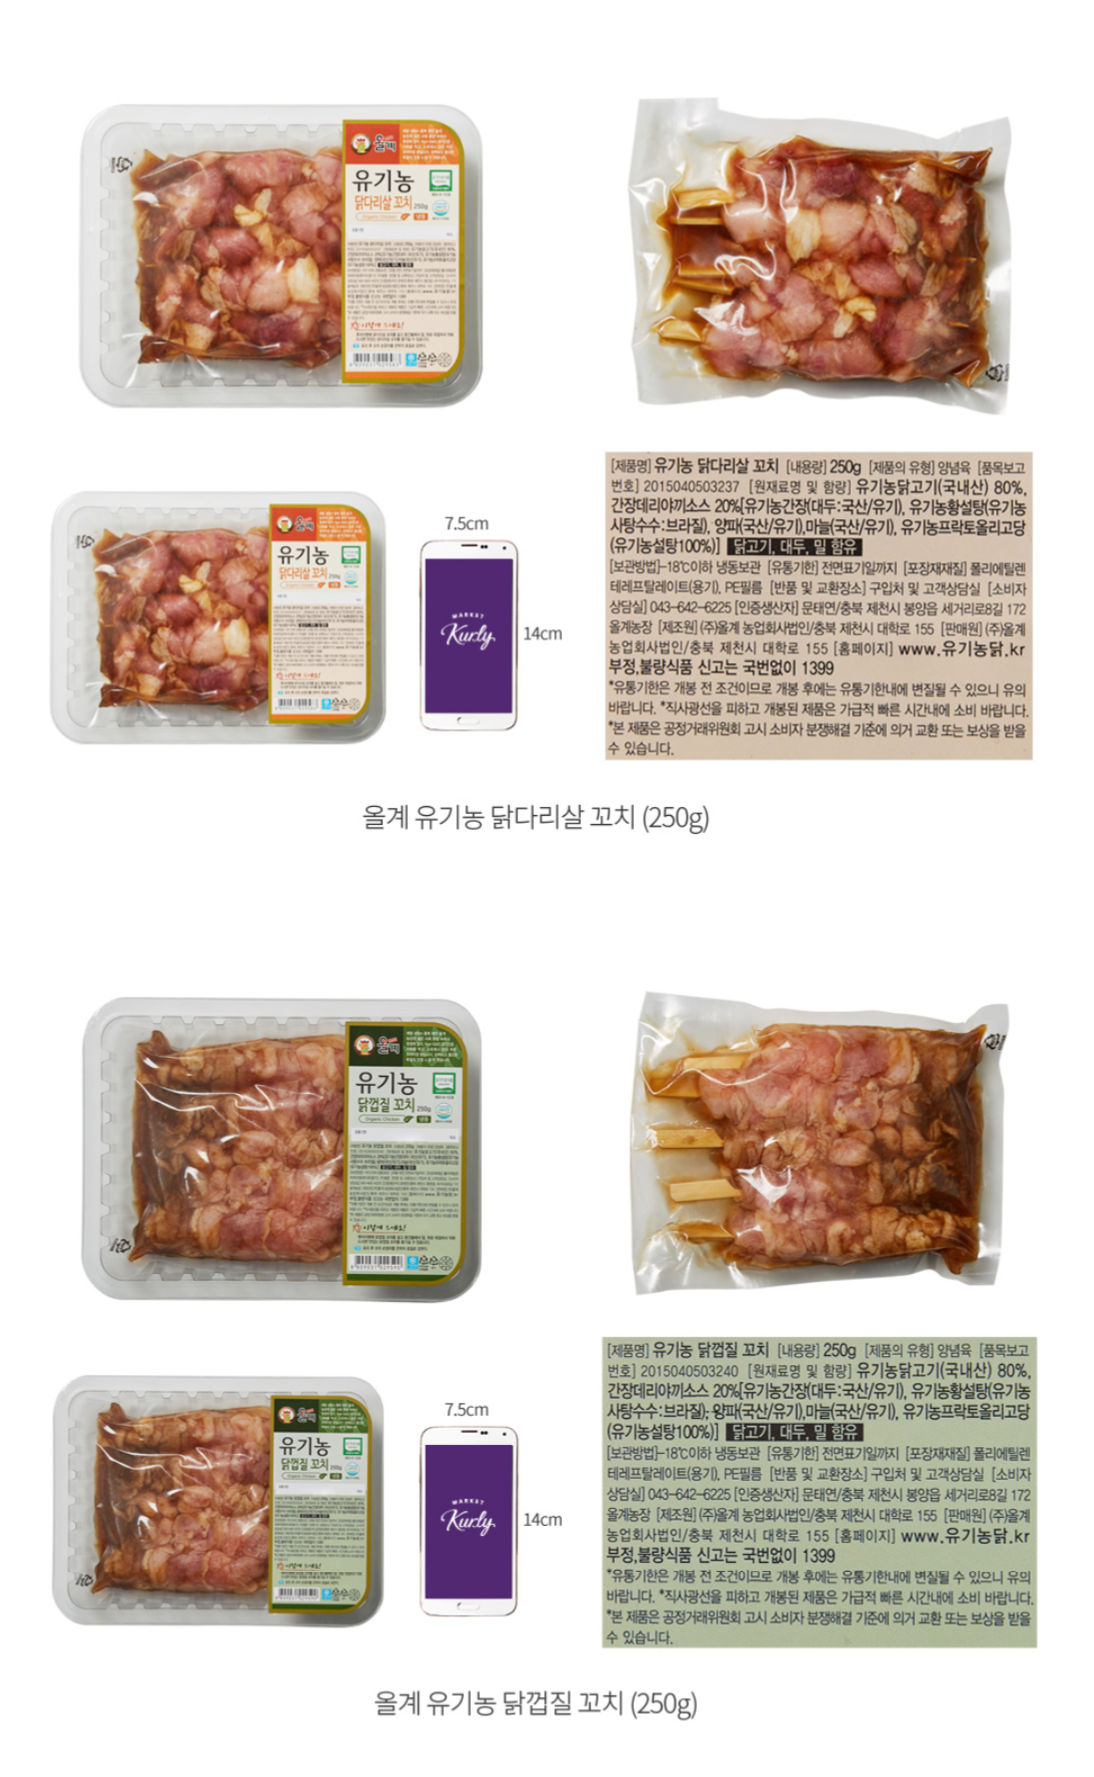 올계
유기농
닭다리살 꼬치 250g
Organic Chicken 냉동
[제품명] 유기농 닭다리살 꼬치 [내용량] 250g [제품의 유형] 양념육 [품목보고
번호] 2015040503237 [원재료명 및 함량] 유기농닭고기(국내산) 80%,
간장데리야끼소스 20%[유기농간장(대두:국산/유기), 유기농황설탕(유기농
사탕수수:브라질), 양파(국산/유기),마늘(국산/유기), 유기농프락토올리고당
(유기농설탕100%)] 닭고기, 대두, 밀 함유
[보관방법]-18℃이하 냉동보관 [유통기한] 전면표기일까지 [포장재재질] 폴리에틸렌
테레프탈레이트(용기), PE필름 [반품 및 교환장소] 구입처 및 고객상담실 [소비자
상담실] 043-642-6225 [인증생산자] 문태연/충북 제천시 봉양읍 세거리로8길 172
올계농장 [제조원] (주)올계 농업회사법인/충북 제천시 대학로 155 [판매원] (주)올계
농업회사법인/충북 제천시 대학로 155 [홈페이지] www.유기농닭.kr
부정,불량식품 신고는 국번없이 1399
*유통기한은 개봉 전 조건이므로 개봉 후에는 유통기한내에 변질될 수 있으니 유의
바랍니다. *직사광선을 피하고 개봉된 제품은 가급적 빠른 시간내에 소비 바랍니다.
*본 제품은 공정거래위원회 고시 소비자 분쟁해결 기준에 의거 교환 또는 보상을 받을
수 있습니다.
올계
유기농
닭다리살 꼬치 250g
7.5cm
MARKET
Kurly
14cm
올계 유기농 닭다리살 꼬치 (250g)
올계
유기농
닭껍질 꼬치 250g
Organic Chicken 냉동
[제품명] 유기농 닭껍질 꼬치 [내용량] 250g [제품의 유형] 양념육 [품목보고
번호] 2015040503240 [원재료명 및 함량] 유기농닭고기(국내산) 80%,
간장데리야끼소스 20%[유기농간장(대두:국산/유기), 유기농황설탕(유기농
사탕수수:브라질), 양파(국산/유기),마늘(국산/유기), 유기농프락토올리고당
(유기농설탕100%)] 닭고기, 대두, 밀 함유
[보관방법]-18℃이하 냉동보관 [유통기한] 전면표기일까지 [포장재재질] 폴리에틸렌
테레프탈레이트(용기), PE필름 [반품 및 교환장소] 구입처 및 고객상담실 [소비자
상담실] 043-642-6225 [인증생산자] 문태연/충북 제천시 봉양읍 세거리로8길 172
올계농장 [제조원] (주)올계 농업회사법인/충북 제천시 대학로 155 [판매원] (주)올계
농업회사법인/충북 제천시 대학로 155 [홈페이지] www.유기농닭.kr
부정,불량식품 신고는 국번없이 1399
*유통기한은 개봉 전 조건이므로 개봉 후에는 유통기한내에 변질될 수 있으니 유의
바랍니다. *직사광선을 피하고 개봉된 제품은 가급적 빠른 시간내에 소비 바랍니다.
*본 제품은 공정거래위원회 고시 소비자 분쟁해결 기준에 의거 교환 또는 보상을 받을
수 있습니다.
올계
유기농
닭껍질 꼬치 250g
7.5cm
MARKET
Kurly
14cm
올계 유기농 닭껍질 꼬치 (250g)